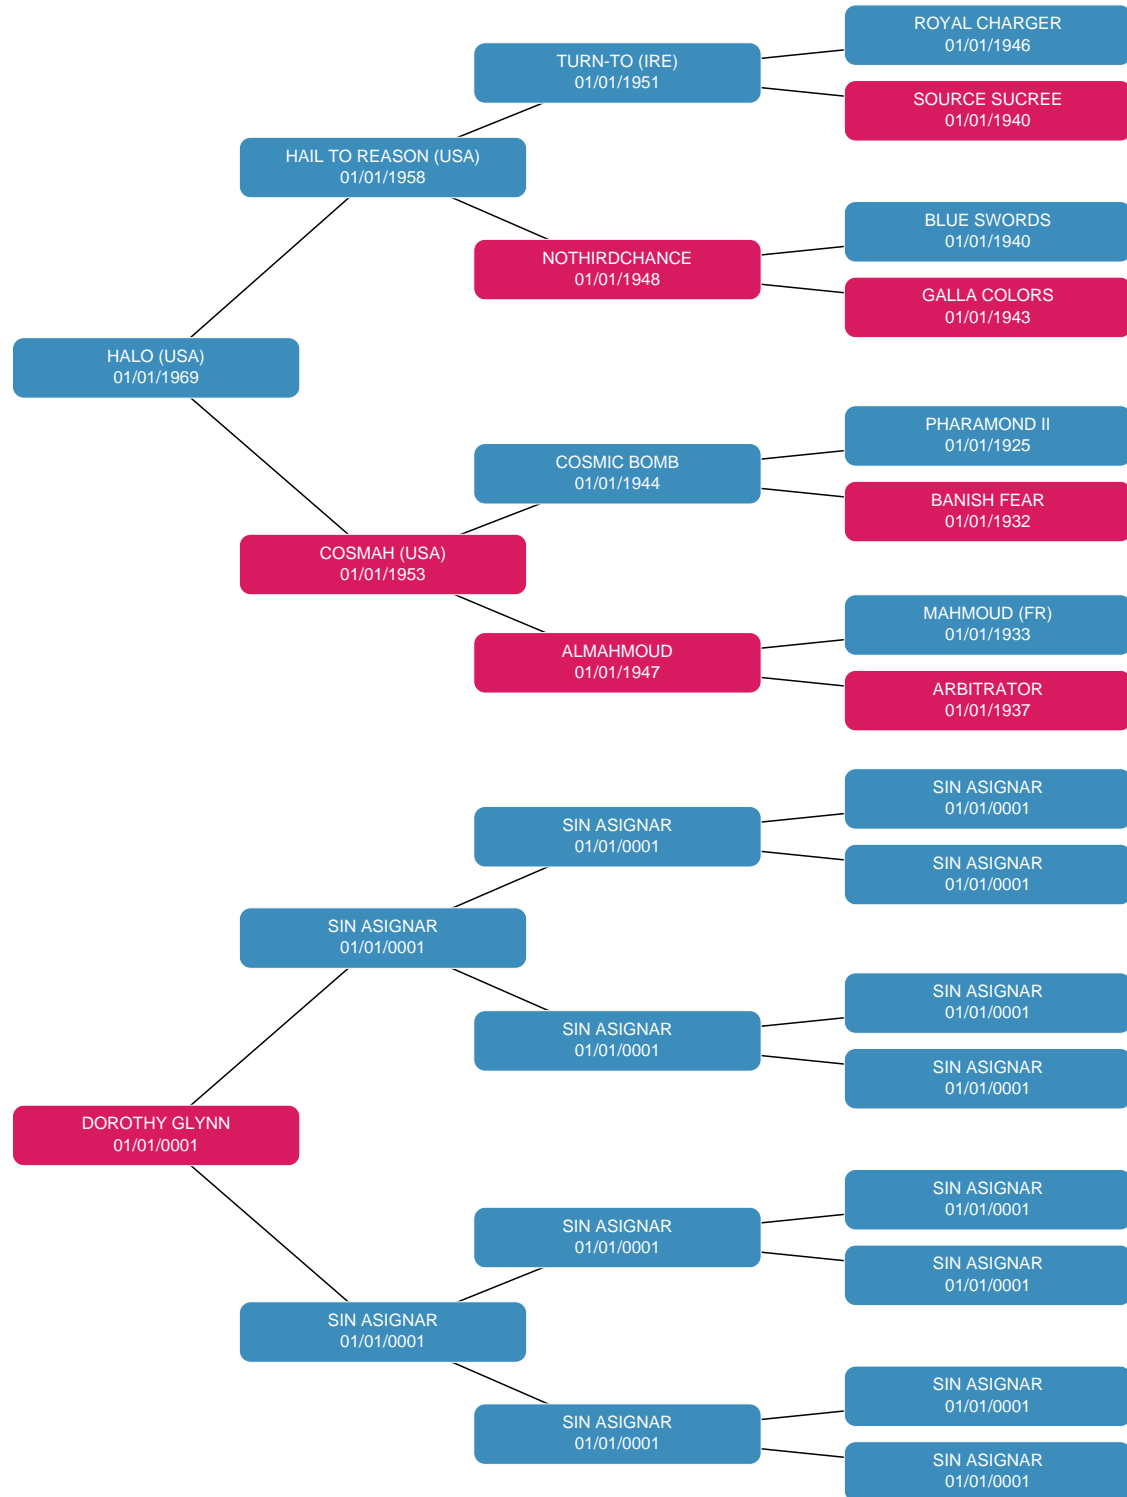 ROYAL CHARGER
01/01/1946
TURN-TO (IRE)
01/01/1951
SOURCE SUCREE
01/01/1940
HAIL TO REASON (USA)
01/01/1958
BLUE SWORDS
01/01/1940
NOTHIRDCHANCE
01/01/1948
GALLA COLORS
01/01/1943
HALO (USA)
01/01/1969
PHARAMOND II
01/01/1925
COSMIC BOMB
01/01/1944
BANISH FEAR
01/01/1932
COSMAH (USA)
01/01/1953
MAHMOUD (FR)
01/01/1933
ALMAHMOUD
01/01/1947
ARBITRATOR
01/01/1937
SIN ASIGNAR
01/01/0001
SIN ASIGNAR
01/01/0001
SIN ASIGNAR
01/01/0001
SIN ASIGNAR
01/01/0001
SIN ASIGNAR
01/01/0001
SIN ASIGNAR
01/01/0001
SIN ASIGNAR
01/01/0001
DOROTHY GLYNN
01/01/0001
SIN ASIGNAR
01/01/0001
SIN ASIGNAR
01/01/0001
SIN ASIGNAR
01/01/0001
SIN ASIGNAR
01/01/0001
SIN ASIGNAR
01/01/0001
SIN ASIGNAR
01/01/0001
SIN ASIGNAR
01/01/0001